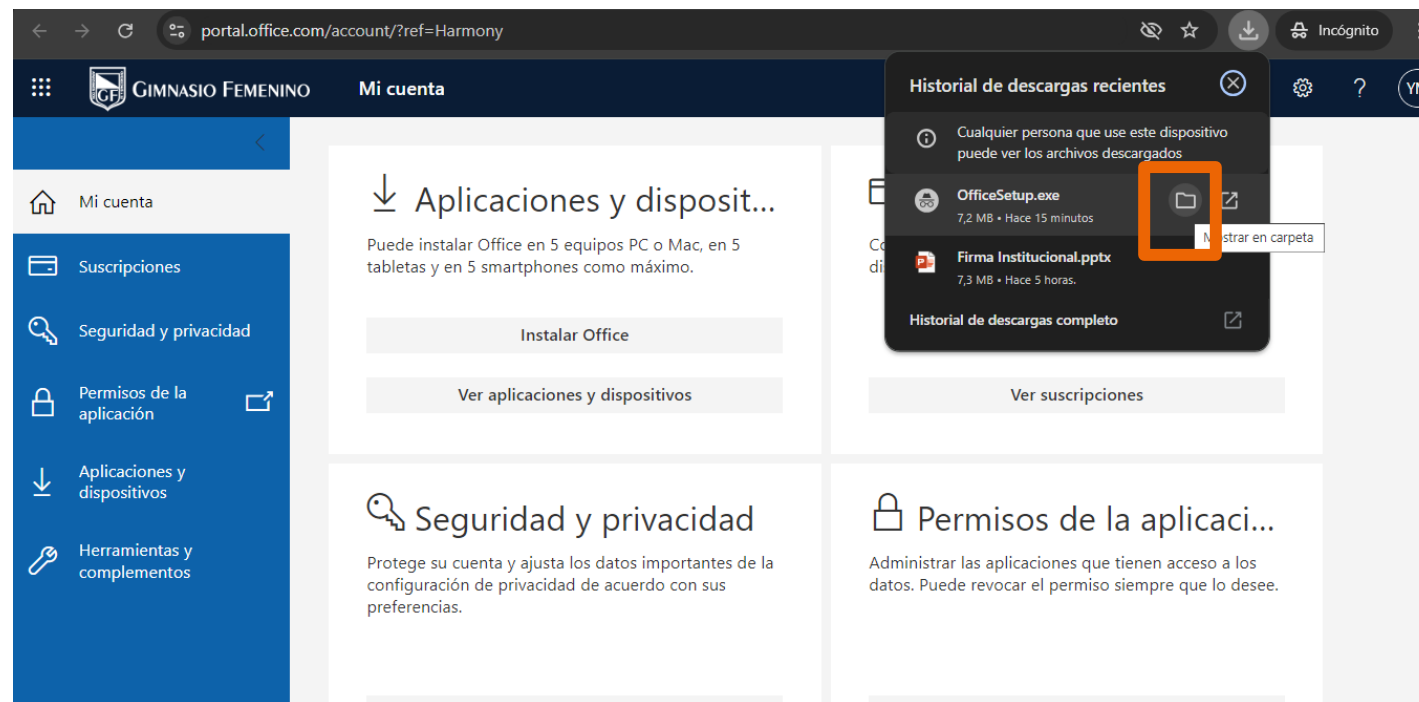 portal.office.com/account/?ref=Harmony
Incógnito
GF
GIMNASIO FEMENINO
Mi cuenta
?
Mi cuenta
Suscripciones
Seguridad y privacidad
Permisos de la
aplicación
Aplicaciones y
dispositivos
Herramientas y
complementos
Aplicaciones y disposit...
Puede instalar Office en 5 equipos PC o Mac, en 5
tabletas y en 5 smartphones como máximo.
Instalar Office
Ver aplicaciones y dispositivos
Historial de descargas recientes
Cualquier persona que use este dispositivo
puede ver los archivos descargados
OfficeSetup.exe
7,2 MB • Hace 15 minutos
Mostrar en carpeta
Firma Institucional.pptx
7,3 MB • Hace 5 horas.
Historial de descargas completo
Ver suscripciones
Seguridad y privacidad
Protege su cuenta y ajusta los datos importantes de la
configuración de privacidad de acuerdo con sus
preferencias.
Permisos de la aplicaci...
Administrar las aplicaciones que tienen acceso a los
datos. Puede revocar el permiso siempre que lo desee.